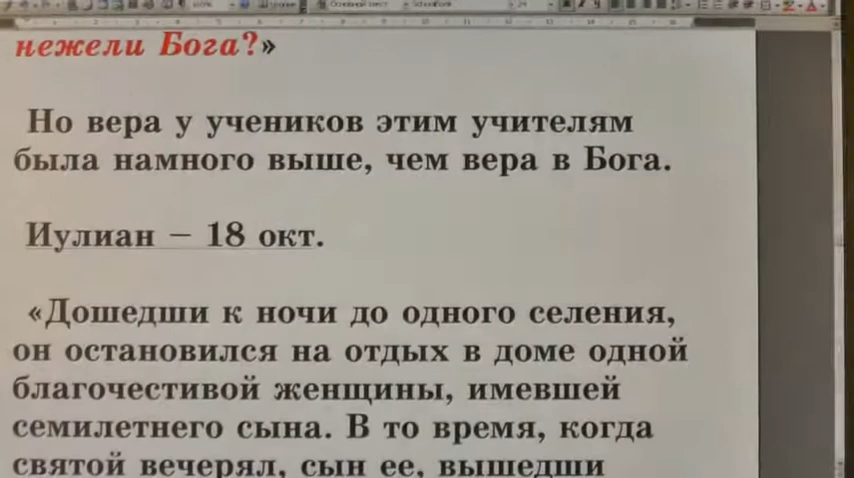 нежели Бога?»
Но вера у учеников этим учителям
была намного выше, чем вера в Бога.
Иулиан – 18 окт.
«Дошедши к ночи до одного селения,
он остановился на отдых в доме одной
благочестивой женщины, имевшей
семилетнего сына. В то время, когда
святой вечерял, сын ее, вышедши